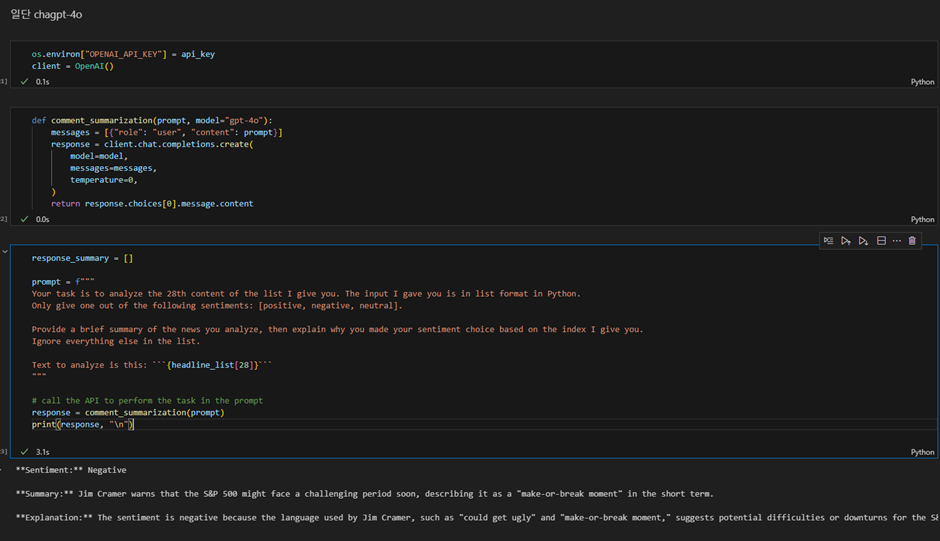 일단 chagpt-4o
os.environ["OPENAI_API_KEY"] = api_key
client = OpenAI()
1]
0.1s
Python
def comment_summarization(prompt, model="gpt-4o"):
messages = [{"role": "user", "content": prompt}]
response = client.chat.completions.create(
model=model,
messages=messages,
temperature=0,
)
return response.choices[0].message.content
2]
0.0s
Python
response_summary = []
prompt = f"""
Your task is to analyze the 28th content of the list I give you. The input I gave you is in list format in Python.
Only give one out of the following sentiments: [positive, negative, neutral].
Provide a brief summary of the news you analyze, then explain why you made your sentiment choice based on the index I give you.
Ignore everything else in the list.
Text to analyze is this: ```{headline_list[28]}```
"""
# call the API to perform the task in the prompt
response = comment_summarization(prompt)
print(response, "\n")
3]
3.1s
Python
**Sentiment:** Negative
**Summary:** Jim Cramer warns that the S&P 500 might face a challenging period soon, describing it as a "make-or-break moment" in the short term.
**Explanation:** The sentiment is negative because the language used by Jim Cramer, such as "could get ugly" and "make-or-break moment," suggests potential difficulties or downturns for the S&